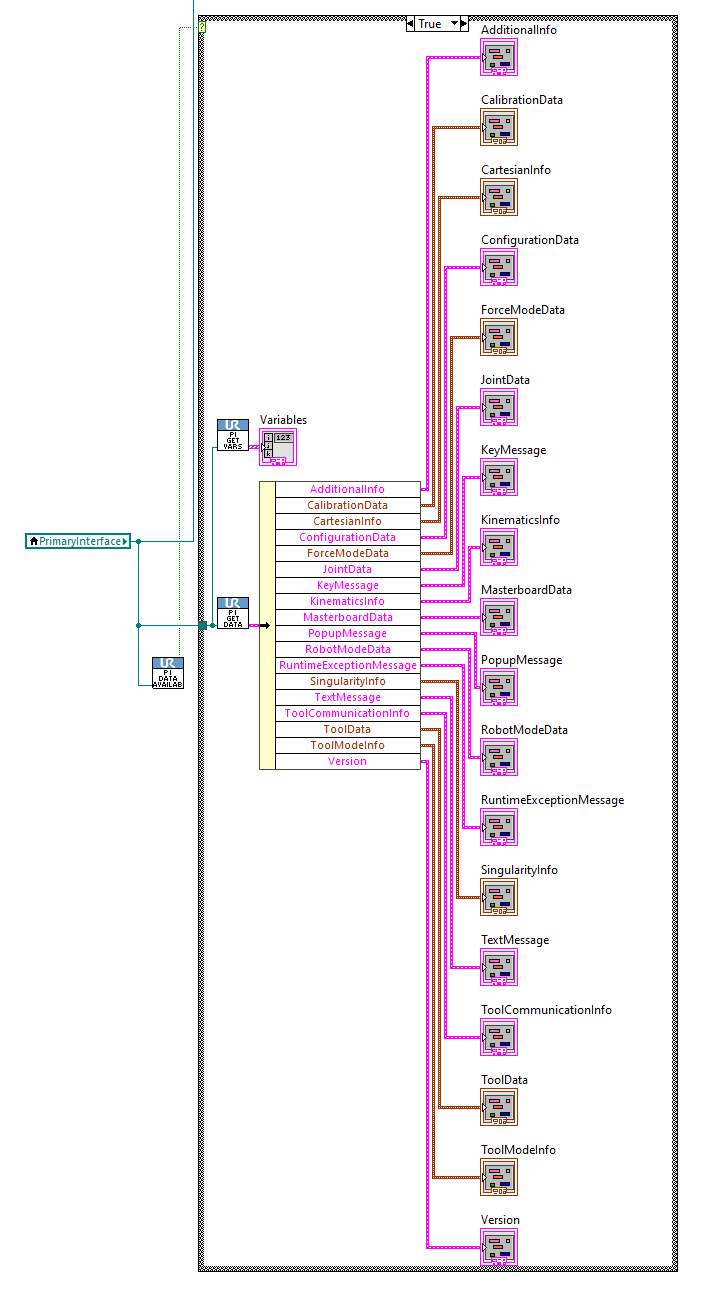 True
?
AdditionalInfo
CalibrationData
CartesianInfo
ConfigurationData
ForceModeData
JointData
KeyMessage
KinematicsInfo
MasterboardData
PopupMessage
RobotModeData
RuntimeExceptionMessage
SingularityInfo
TextMessage
ToolCommunicationInfo
ToolData
ToolModeInfo
Version
UR
PI
GET
VARS
Variables
i
123
k
PrimaryInterface
UR
PI
GET
DATA
UR
PI
DATA
AVAILAB
AdditionalInfo
CalibrationData
CartesianInfo
ConfigurationData
ForceModeData
JointData
KeyMessage
KinematicsInfo
MasterboardData
PopupMessage
RobotModeData
RuntimeExceptionMessage
SingularityInfo
TextMessage
ToolCommunicationInfo
ToolData
ToolModeInfo
Version